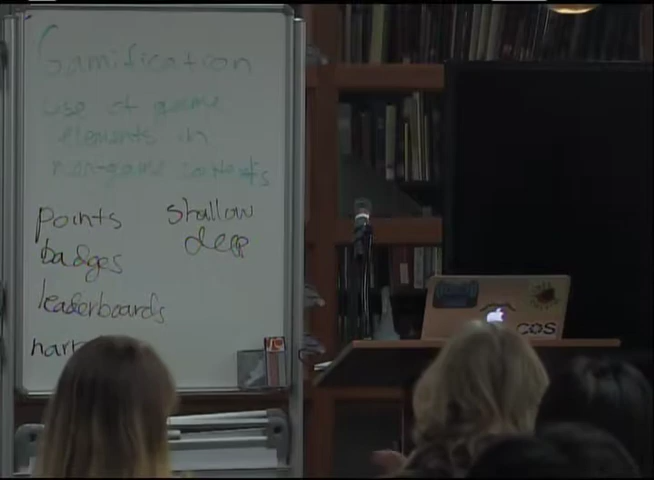 Gamification
use of game
elements in
non-game contexts
points
badges
leaderboards
shallow
deep
COS